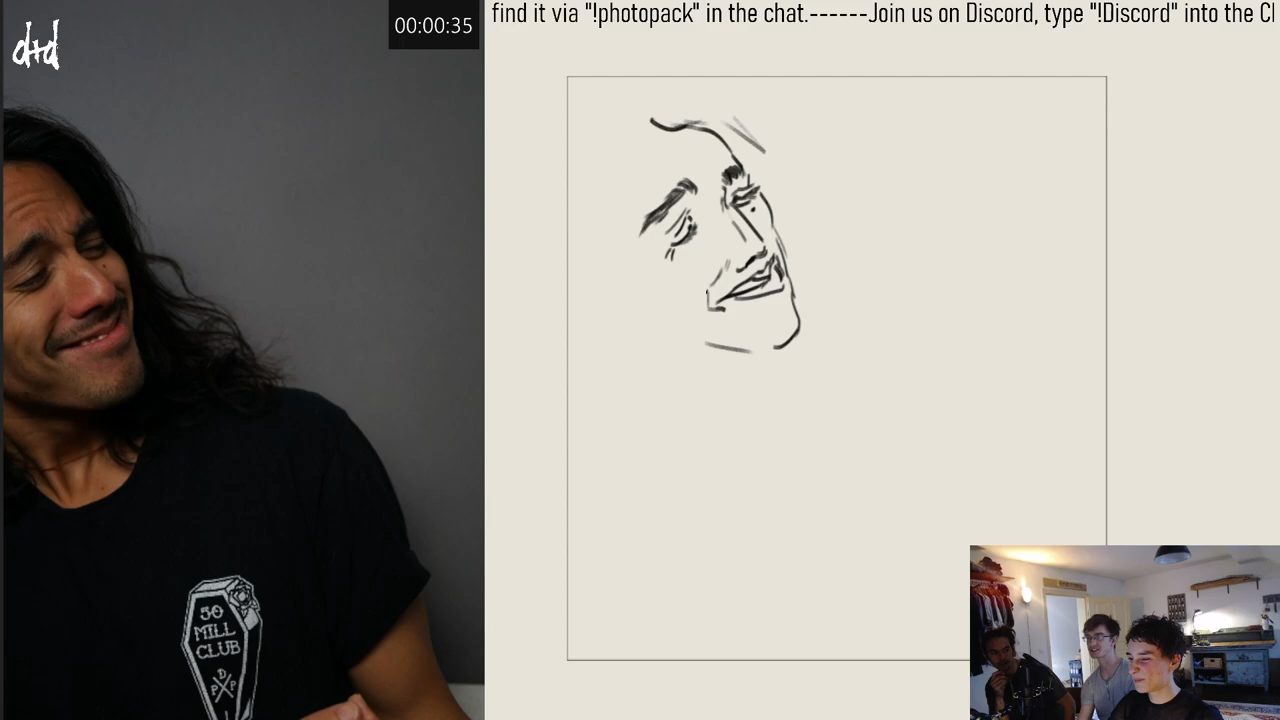 d+d
00:00:35
find it via "!photopack" in the chat.------Join us on Discord, type "!Discord" into the Cl
50
MILL
CLUB
D
P P